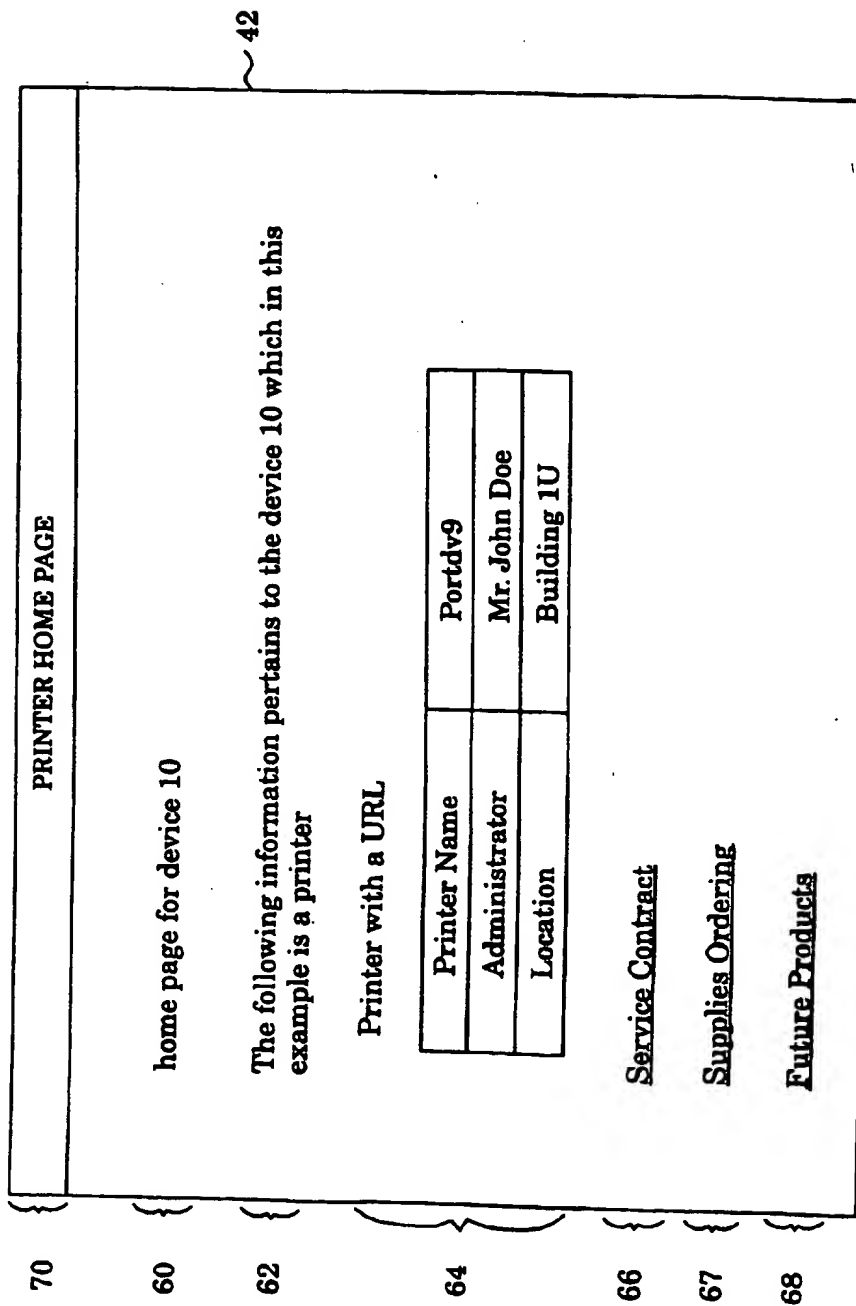 42
70 PRINTER HOME PAGE
60 home page for device 10
62 The following information pertains to the device 10 which in this
example is a printer
64 Printer with a URL
Printer Name Portdv9
Administrator Mr. John Doe
Location Building 1U
66 Service Contract
67 Supplies Ordering
68 Future Products